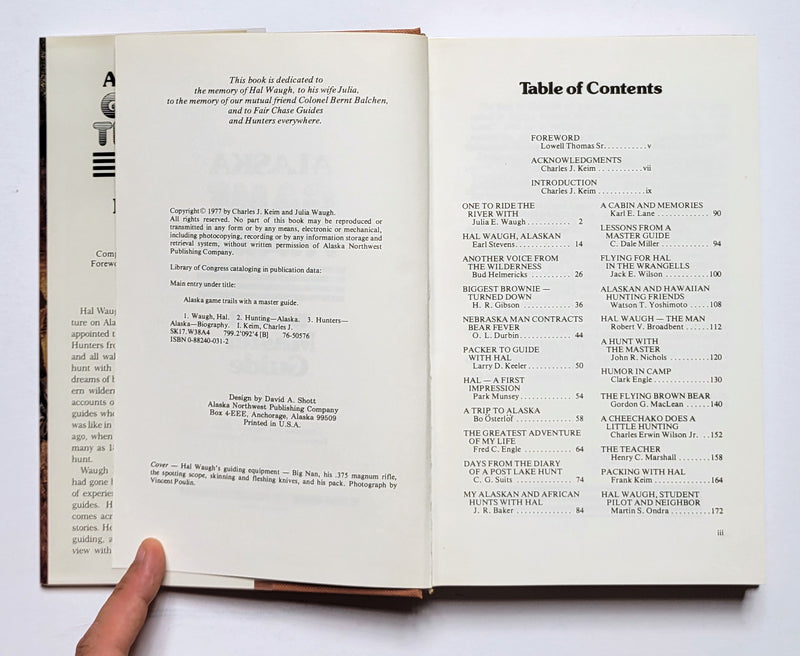 This book is dedicated to
the memory of Hal Waugh, to his wife Julia,
to the memory of our mutual friend Colonel Bernt Balchen,
and to Fair Chase Guides
and Hunters everywhere.
Copyright© 1977 by Charles J. Keim and Julia Waugh.
All rights reserved. No part of this book may be reproduced or
transmitted in any form or by any means, electronic or mechanical,
including photocopying, recording or by any information storage and
retrieval system, without written permission of Alaska Northwest
Publishing Company.
Library of Congress cataloging in publication data:
Main entry under title:
Alaska game trails with a master guide.
1. Waugh, Hal. 2. Hunting—Alaska. 3. Hunters—
Alaska—Biography. I. Keim, Charles J.
SK17.W38A4 799.2'092'4 [B] 76-50576
ISBN 0-88240-031-2
Design by David A. Shott
Alaska Northwest Publishing Company
Box 4-EEE, Anchorage, Alaska 99509
Printed in U.S.A.
Cover — Hal Waugh's guiding equipment — Big Nan, his .375 magnum rifle,
the spotting scope, skinning and fleshing knives, and his pack. Photograph by
Vincent Poulin.
Table of Contents
FOREWORD
Lowell Thomas Sr. . . . . . . . . . . v
ACKNOWLEDGMENTS
Charles J. Keim . . . . . . . . . . . vii
INTRODUCTION
Charles J. Keim . . . . . . . . . . . ix
ONE TO RIDE THE
RIVER WITH
Julia E. Waugh . . . . . . . . . . 2
HAL WAUGH, ALASKAN
Earl Stevens . . . . . . . . . . 14
ANOTHER VOICE FROM
THE WILDERNESS
Bud Helmericks . . . . . . . . . . 26
BIGGEST BROWNIE —
TURNED DOWN
H. R. Gibson . . . . . . . . . . 36
NEBRASKA MAN CONTRACTS
BEAR FEVER
O. L. Durbin . . . . . . . . . . 44
PACKER TO GUIDE
WITH HAL
Larry D. Keeler . . . . . . . . . . 50
HAL — A FIRST
IMPRESSION
Park Munsey . . . . . . . . . . 54
A TRIP TO ALASKA
Bo Österlöf . . . . . . . . . . 58
THE GREATEST ADVENTURE
OF MY LIFE
Fred C. Engle . . . . . . . . . . 64
DAYS FROM THE DIARY
OF A POST LAKE HUNT
C. G. Suits . . . . . . . . . . 74
MY ALASKAN AND AFRICAN
HUNTS WITH HAL
J. R. Baker . . . . . . . . . . 84
A CABIN AND MEMORIES
Karl E. Lane . . . . . . . . . . 90
LESSONS FROM A
MASTER GUIDE
C. Dale Miller . . . . . . . . . . 94
FLYING FOR HAL
IN THE WRANGELLS
Jack E. Wilson . . . . . . . . . . 100
ALASKAN AND HAWAIIAN
HUNTING FRIENDS
Watson T. Yoshimoto . . . . . . 108
HAL WAUGH — THE MAN
Robert V. Broadbent . . . . . . 112
A HUNT WITH
THE MASTER
John R. Nichols . . . . . . . . . . 120
HUMOR IN CAMP
Clark Engle . . . . . . . . . . 130
THE FLYING BROWN BEAR
Gordon G. MacLean . . . . . . . 140
A CHEECHAKO DOES A
LITTLE HUNTING
Charles Erwin Wilson Jr. . . 152
THE TEACHER
Henry C. Marshall . . . . . . . . 158
PACKING WITH HAL
Frank Keim . . . . . . . . . . 164
HAL WAUGH, STUDENT
PILOT AND NEIGHBOR
Martin S. Ondra . . . . . . . . . 172
iii